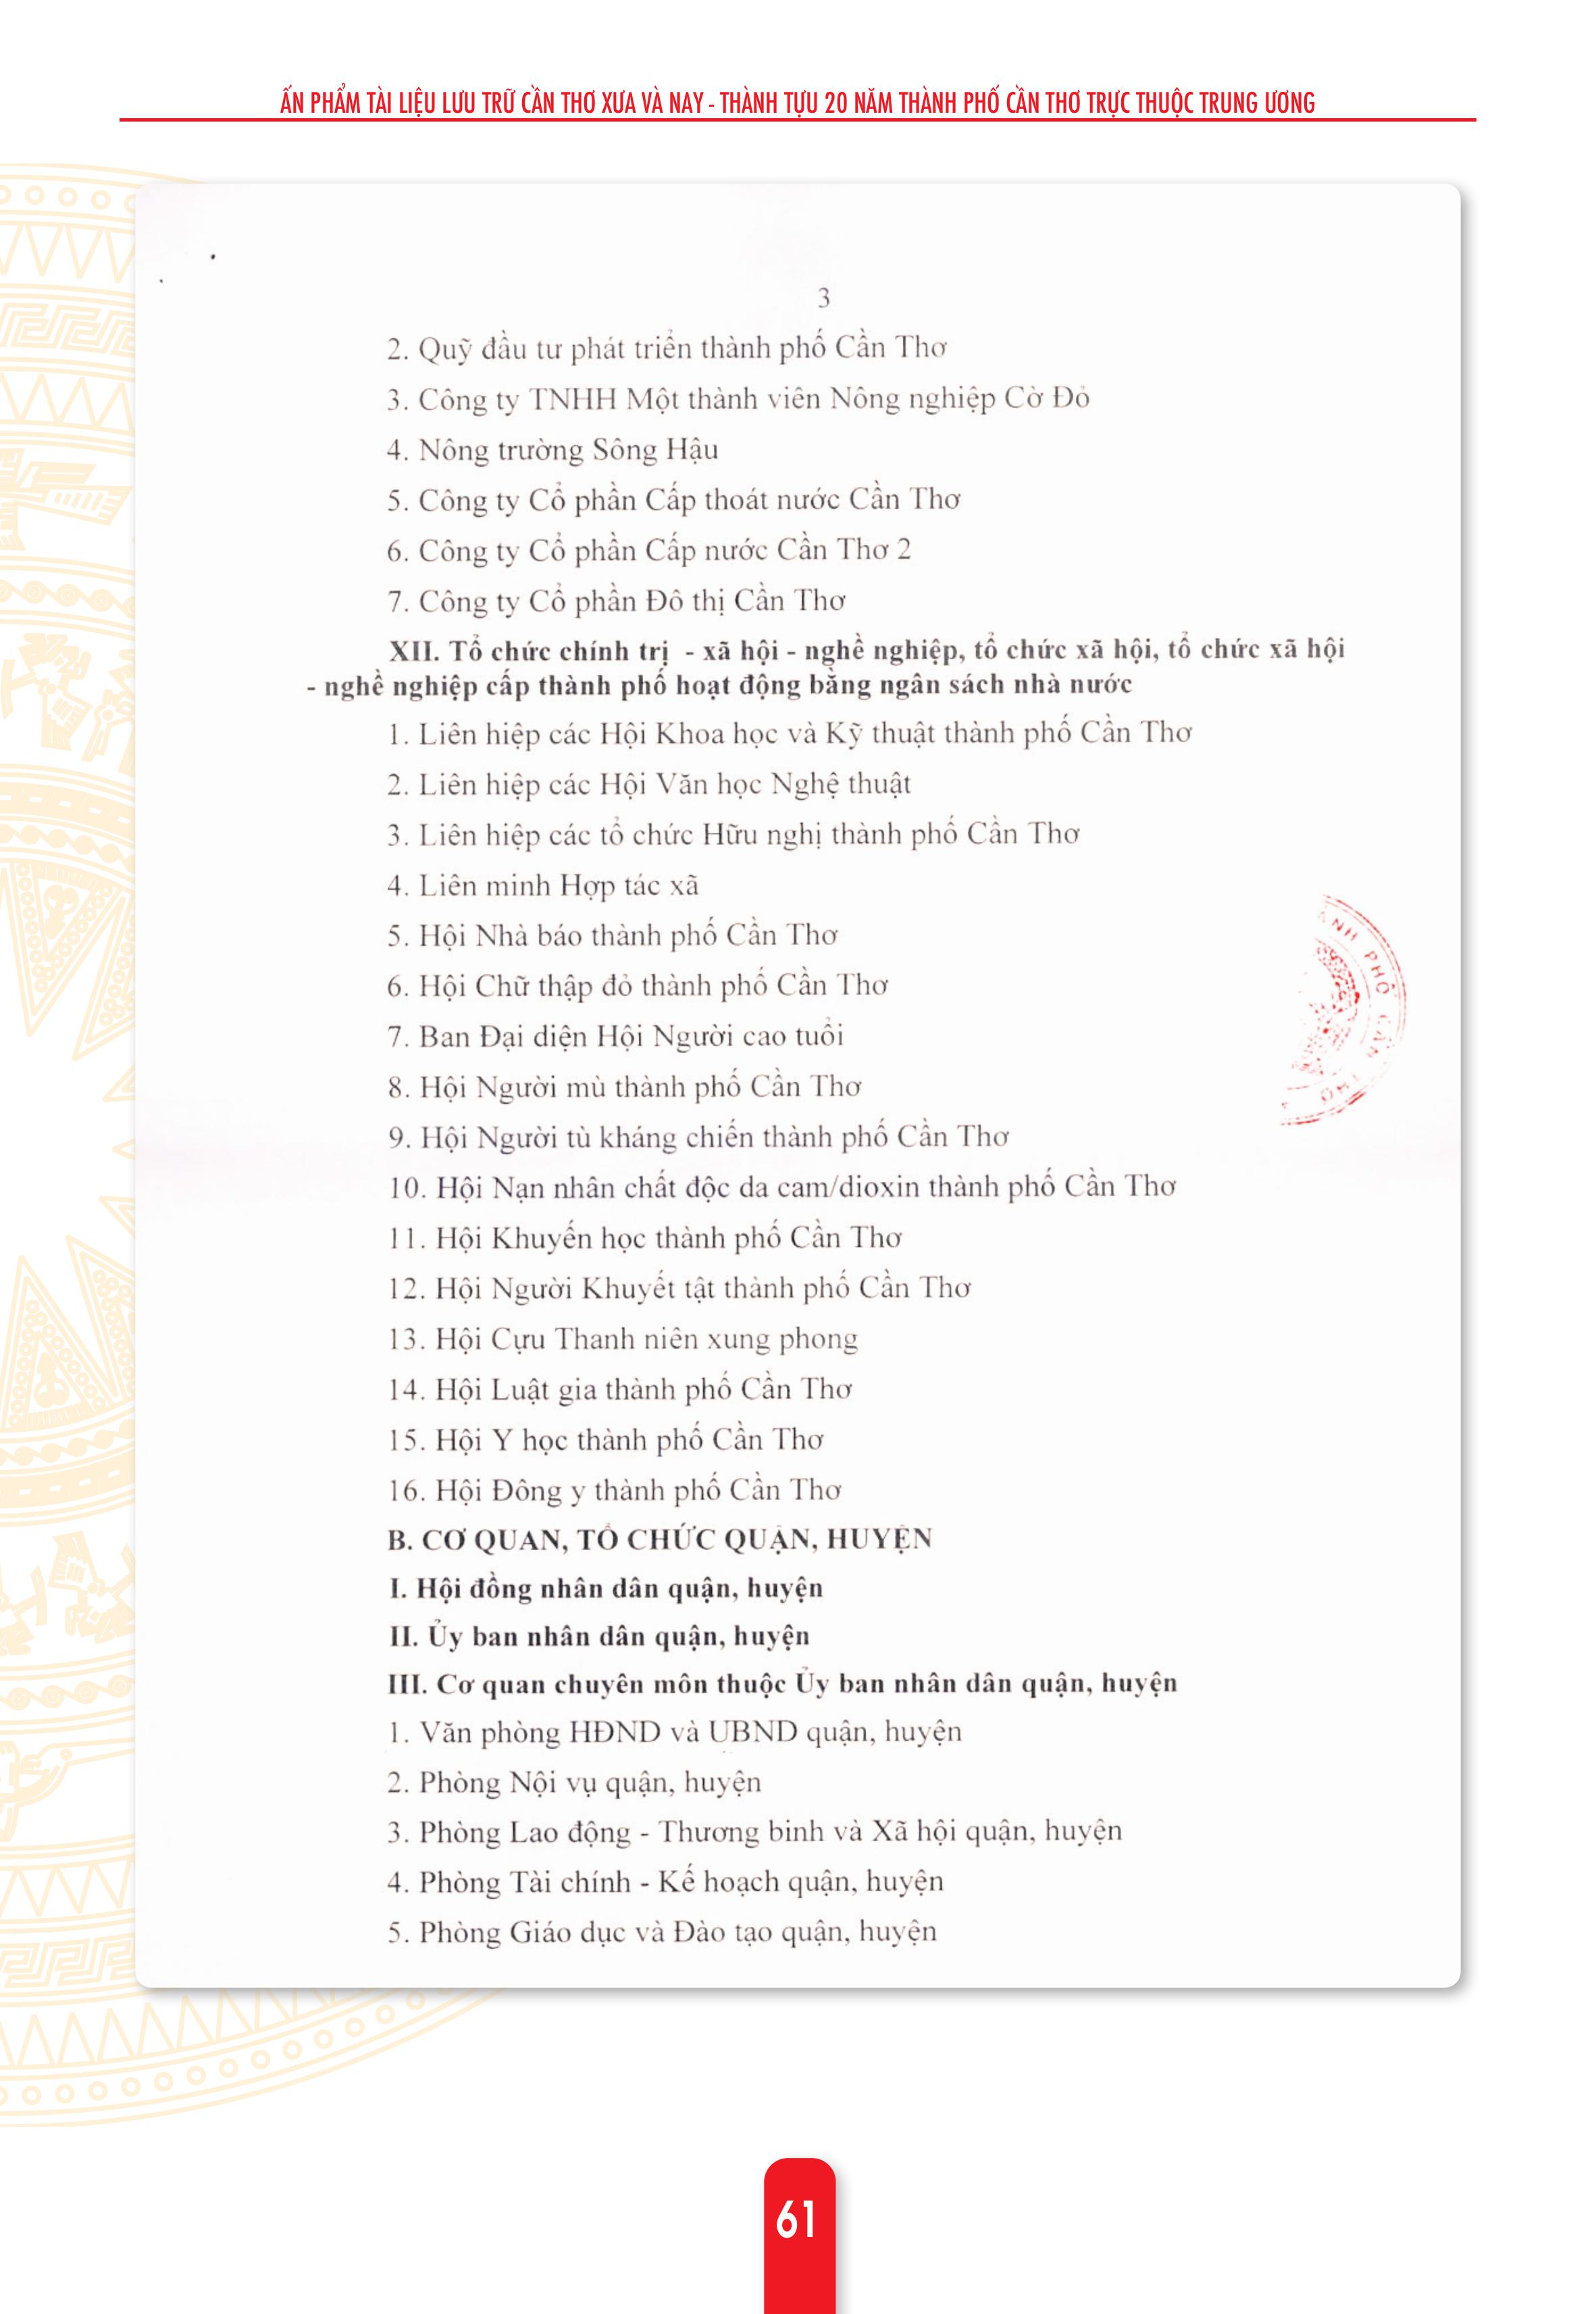 ẤN PHẨM TÀI LIỆU LƯU TRỮ CẦN THƠ XƯA VÀ NAY - THÀNH TỰU 20 NĂM THÀNH PHỐ CẦN THƠ TRỰC THUỘC TRUNG ƯƠNG
3
2. Quỹ đầu tư phát triển thành phố Cần Thơ
3. Công ty TNHH Một thành viên Nông nghiệp Cờ Đỏ
4. Nông trường Sông Hậu
5. Công ty Cổ phần Cấp thoát nước Cần Thơ
6. Công ty Cổ phần Cấp nước Cần Thơ 2
7. Công ty Cổ phần Đô thị Cần Thơ
XII. Tổ chức chính trị - xã hội - nghề nghiệp, tổ chức xã hội, tổ chức xã hội
- nghề nghiệp cấp thành phố hoạt động bằng ngân sách nhà nước
1. Liên hiệp các Hội Khoa học và Kỹ thuật thành phố Cần Thơ
2. Liên hiệp các Hội Văn học Nghệ thuật
3. Liên hiệp các tổ chức Hữu nghị thành phố Cần Thơ
4. Liên minh Hợp tác xã
5. Hội Nhà báo thành phố Cần Thơ
6. Hội Chữ thập đỏ thành phố Cần Thơ
7. Ban Đại diện Hội Người cao tuổi
8. Hội Người mù thành phố Cần Thơ
9. Hội Người tù kháng chiến thành phố Cần Thơ
10. Hội Nạn nhân chất độc da cam/dioxin thành phố Cần Thơ
11. Hội Khuyến học thành phố Cần Thơ
12. Hội Người Khuyết tật thành phố Cần Thơ
13. Hội Cựu Thanh niên xung phong
14. Hội Luật gia thành phố Cần Thơ
15. Hội Y học thành phố Cần Thơ
16. Hội Đông y thành phố Cần Thơ
B. CƠ QUAN, TỔ CHỨC QUẬN, HUYỆN
I. Hội đồng nhân dân quận, huyện
II. Ủy ban nhân dân quận, huyện
III. Cơ quan chuyên môn thuộc Ủy ban nhân dân quận, huyện
1. Văn phòng HĐND và UBND quận, huyện
2. Phòng Nội vụ quận, huyện
3. Phòng Lao động - Thương binh và Xã hội quận, huyện
4. Phòng Tài chính - Kế hoạch quận, huyện
5. Phòng Giáo dục và Đào tạo quận, huyện
61